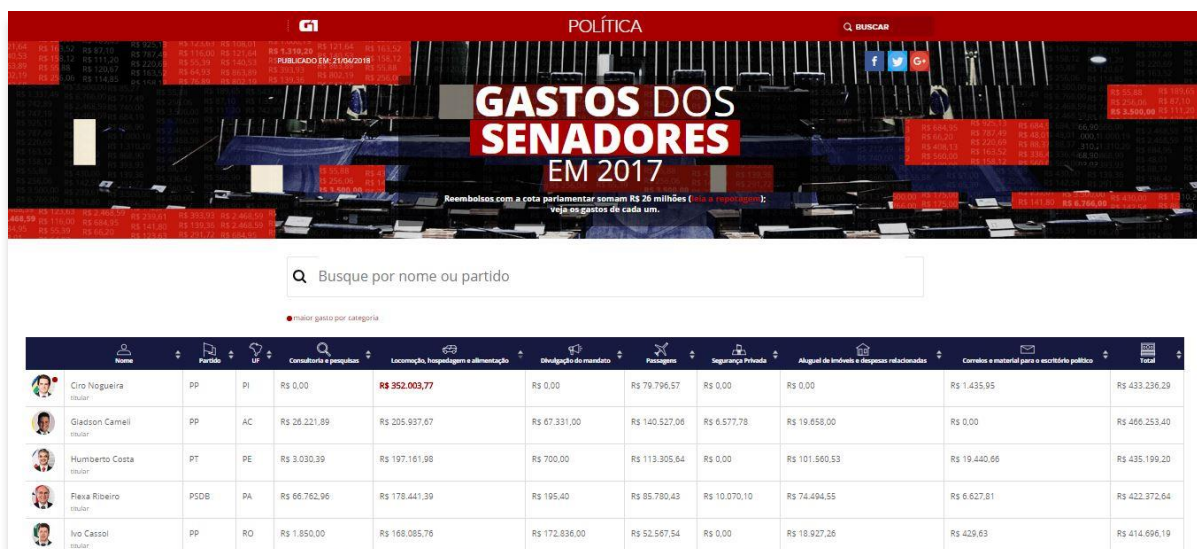 G1
POLÍTICA
BUSCAR
PUBLICADO EM: 21/04/2018
GASTOS DOS
SENADORES
EM 2017
Reembolsos com a cota parlamentar somam R$ 26 milhões (leia a reportagem);
veja os gastos de cada um.
Busque por nome ou partido
maior gasto por categoria
Nome Partido UF Consultoria e pesquisas Locomoção, hospedagem e alimentação Divulgação do mandato Passagens Segurança Privada Aluguel de imóveis e despesas relacionadas Correios e material para o escritório político Total
Ciro Nogueira PP PI R$ 0,00 R$ 352.003,77 R$ 0,00 R$ 79.796,57 R$ 0,00 R$ 0,00 R$ 1.435,95 R$ 433.236,29
titular
Gladson Cameli PP AC R$ 26.221,89 R$ 205.937,67 R$ 67.331,00 R$ 140.527,06 R$ 6.577,78 R$ 19.658,00 R$ 0,00 R$ 466.253,40
titular
Humberto Costa PT PE R$ 3.030,39 R$ 197.161,98 R$ 700,00 R$ 113.305,64 R$ 0,00 R$ 101.560,53 R$ 19.440,66 R$ 435.199,20
titular
Flexa Ribeiro PSDB PA R$ 66.762,96 R$ 178.441,39 R$ 195,40 R$ 85.780,43 R$ 10.070,10 R$ 74.494,55 R$ 6.627,81 R$ 422.372,64
titular
Ivo Cassol PP RO R$ 1.850,00 R$ 168.085,76 R$ 172.836,00 R$ 52.567,54 R$ 0,00 R$ 18.927,26 R$ 429,63 R$ 414.696,19
titular